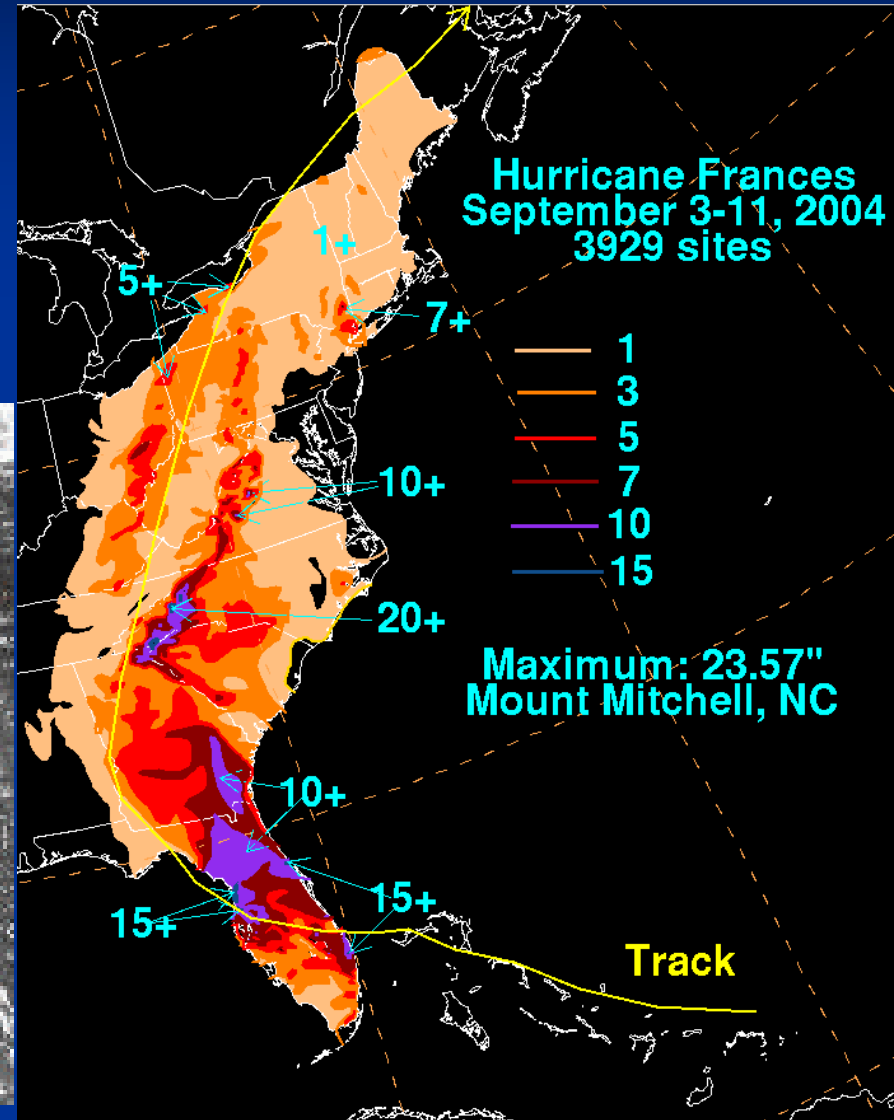 Hurricane Frances
September 3-11, 2004
3929 sites
1+
5+
7+
1
3
5
7
10
15
10+
20+
Maximum: 23.57"
Mount Mitchell, NC
10+
15+
15+
Track